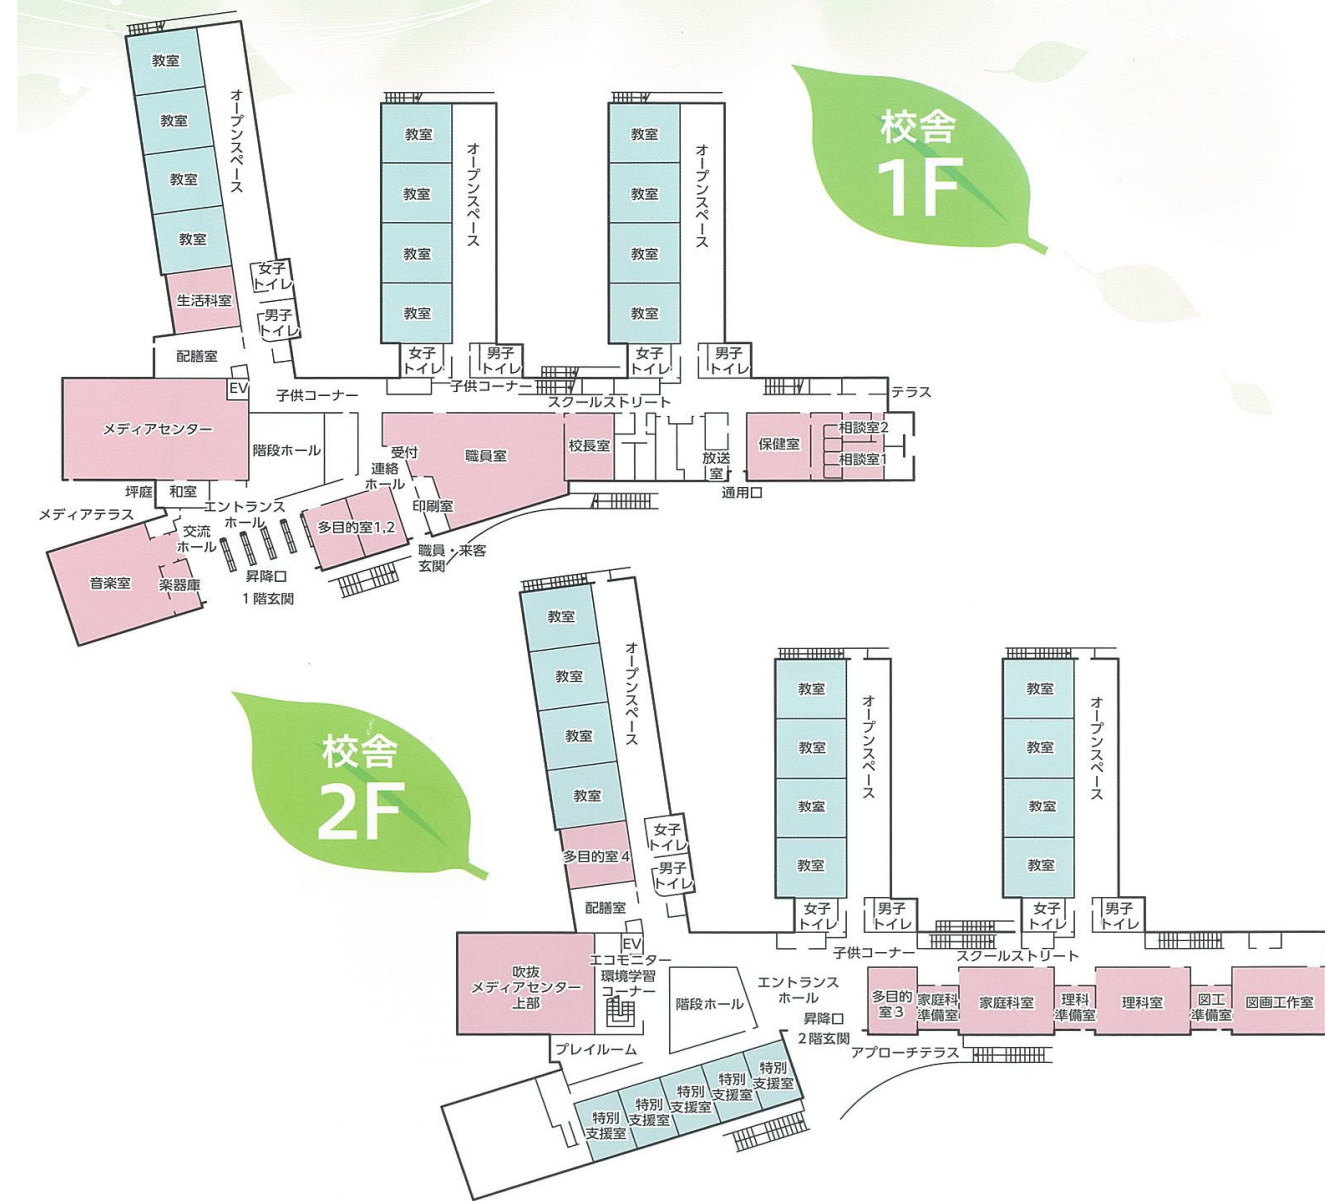 校舎
1F
教室
教室
教室
教室
オープンスペース
生活科室
女子
トイレ
男子
トイレ
配膳室
EV
教室
教室
教室
教室
オープンスペース
女子
トイレ
男子
トイレ
教室
教室
教室
教室
オープンスペース
女子
トイレ
男子
トイレ
子供コーナー
子供コーナー
スクールストリート
テラス
メディアセンター
階段ホール
受付
連絡
ホール
職員室
校長室
放送
室
保健室
相談室2
相談室1
通用口
坪庭
和室
エントランス
ホール
印刷室
メディアテラス
交流
ホール
多目的室1,2
職員・来客
玄関
音楽室
楽器庫
昇降口
1階玄関
校舎
2F
教室
教室
教室
教室
オープンスペース
多目的室4
女子
トイレ
男子
トイレ
配膳室
EV
教室
教室
教室
教室
オープンスペース
女子
トイレ
男子
トイレ
教室
教室
教室
教室
オープンスペース
女子
トイレ
男子
トイレ
子供コーナー
スクールストリート
吹抜
メディアセンター
上部
エコモニター
環境学習
コーナー
階段ホール
エントランス
ホール
昇降口
2階玄関
多目的
室3
家庭科
準備室
家庭科室
理科
準備室
理科室
図工
準備室
図画工作室
プレイルーム
アプローチテラス
特別
支援室
特別
支援室
特別
支援室
特別
支援室
特別
支援室